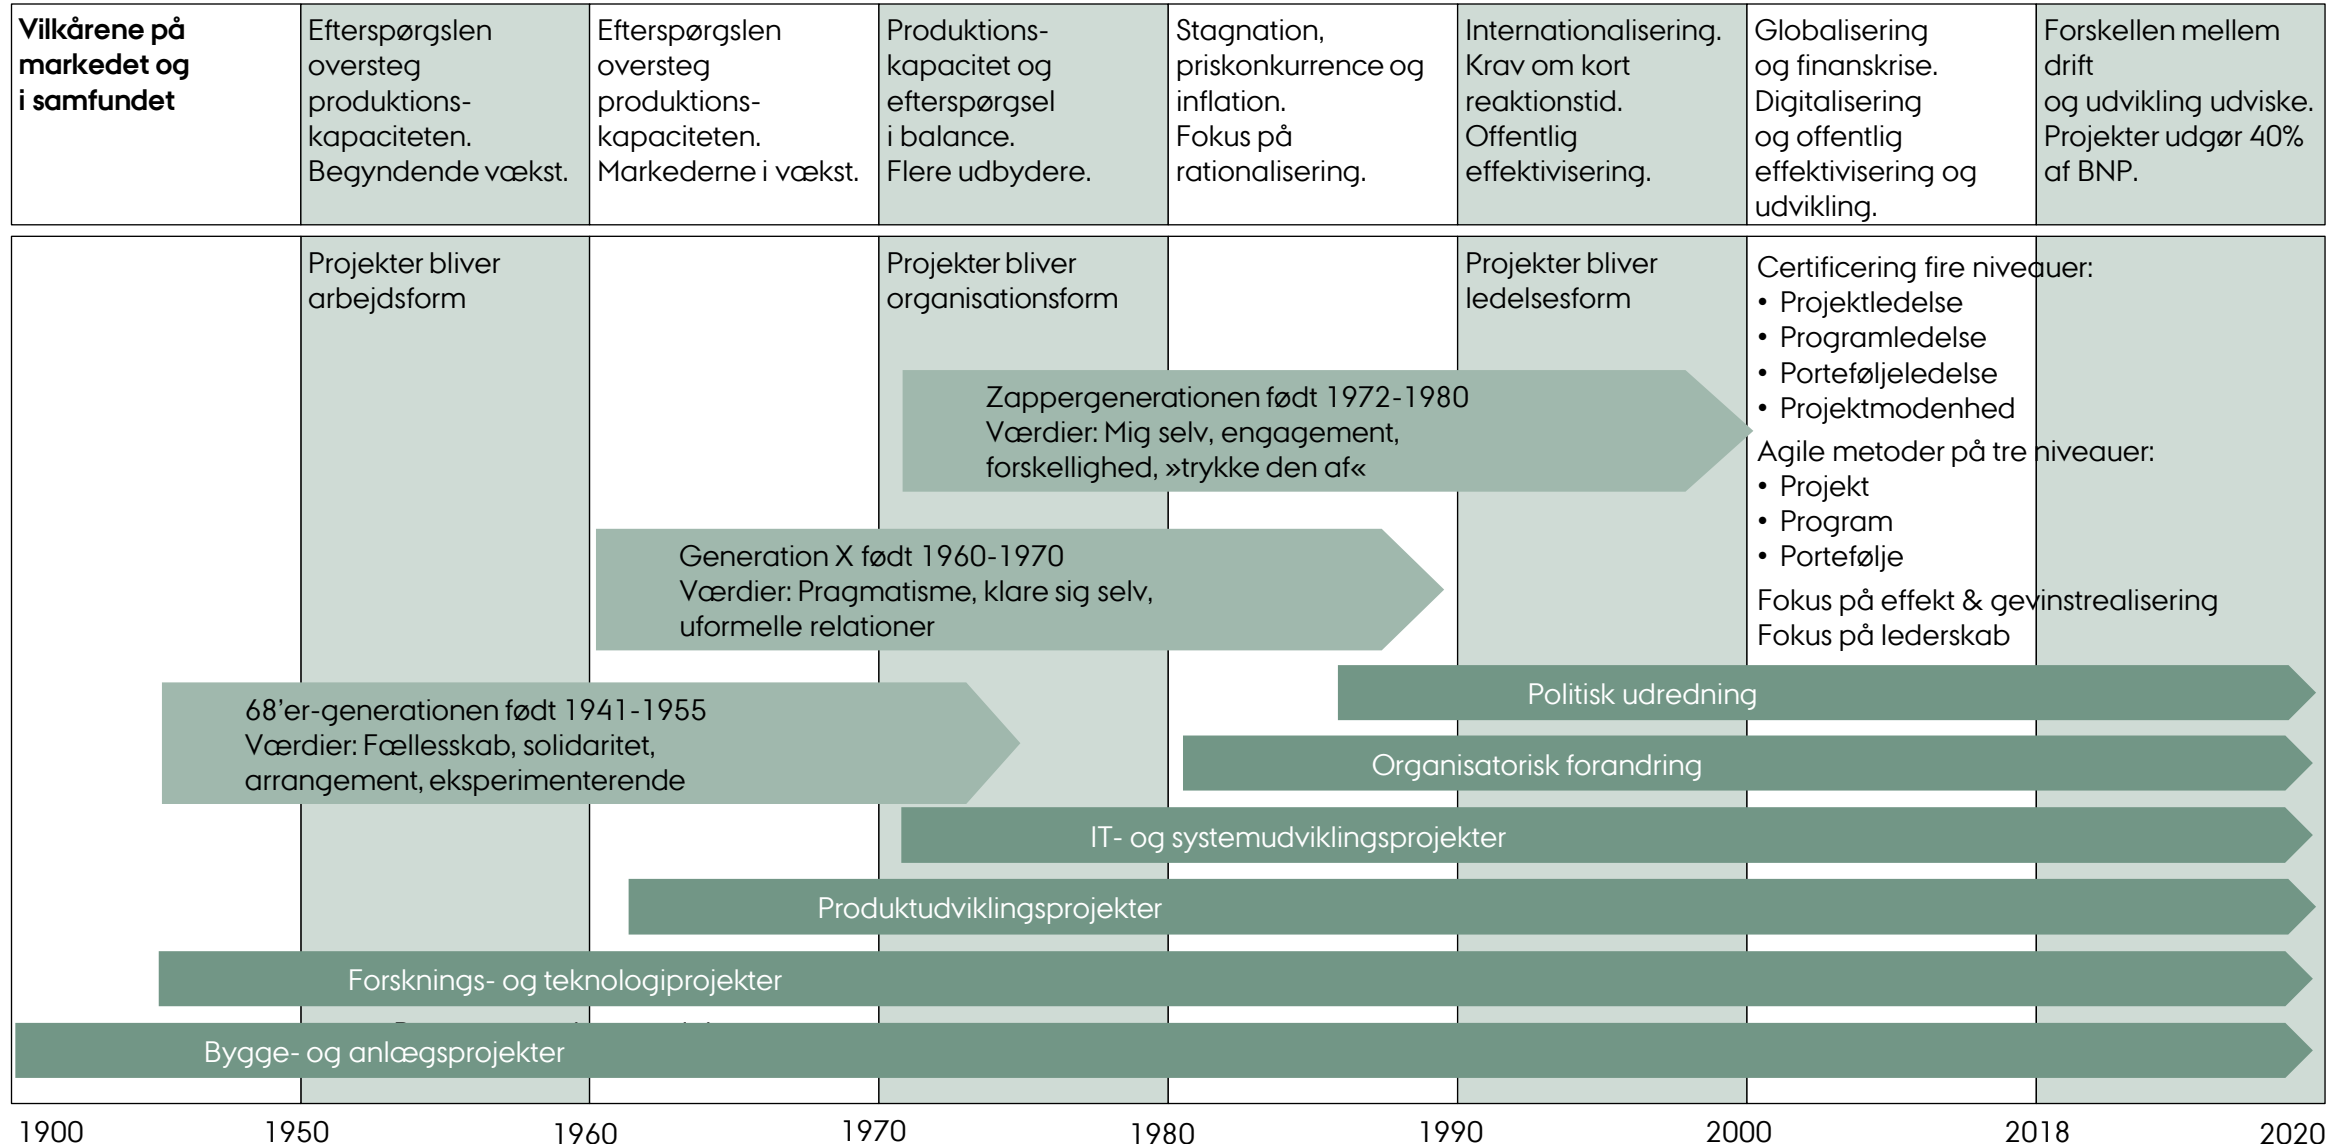 Vilkårene på
markedet og
i samfundet
Efterspørgslen
oversteg
produktions-
kapaciteten.
Begyndende vækst.
Efterspørgslen
oversteg
produktions-
kapaciteten.
Markederne i vækst.
Produktions-
kapacitet og
efterspørgsel
i balance.
Flere udbydere.
Stagnation,
priskonkurrence og
inflation.
Fokus på
rationalisering.
Internationalisering.
Krav om kort
reaktionstid.
Offentlig
effektivisering.
Globalisering
og finanskrise.
Digitalisering
og offentlig
effektivisering og
udvikling.
Forskellen mellem
drift
og udvikling udviske.
Projekter udgør 40%
af BNP.
Projekter bliver
arbejdsform
Projekter bliver
organisationsform
Projekter bliver
ledelsesform
Certificering fire niveauer:
• Projektledelse
• Programledelse
• Porteføljeledelse
• Projektmodenhed
Agile metoder på tre niveauer:
• Projekt
• Program
• Portefølje
Fokus på effekt & gevinstrealisering
Fokus på lederskab
Zappergenerationen født 1972-1980
Værdier: Mig selv, engagement,
forskellighed, »trykke den af«
Generation X født 1960-1970
Værdier: Pragmatisme, klare sig selv,
uformelle relationer
68’er-generationen født 1941-1955
Værdier: Fællesskab, solidaritet,
arrangement, eksperimenterende
Politisk udredning
Organisatorisk forandring
IT- og systemudviklingsprojekter
Produktudviklingsprojekter
Forsknings- og teknologiprojekter
Bygge- og anlægsprojekter
1900 1950 1960 1970 1980 1990 2000 2018 2020